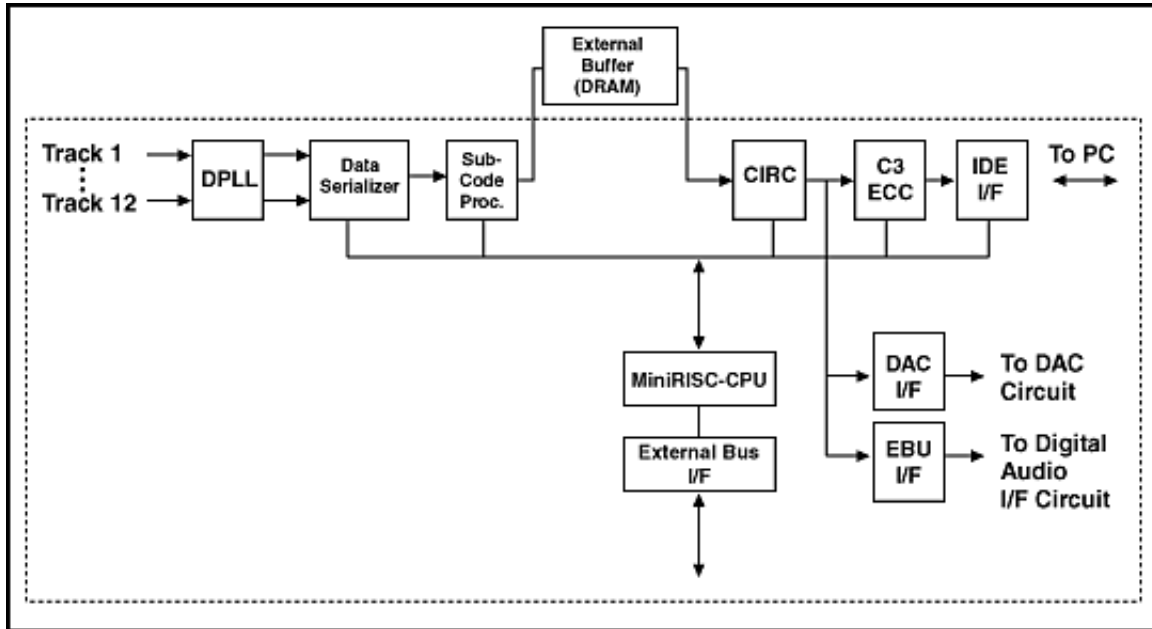 External
Buffer
(DRAM)
Track 1
Track 12
DPLL
Data
Serializer
Sub-
Code
Proc.
CIRC
C3
ECC
IDE
I/F
To PC
MiniRISC-CPU
External Bus
I/F
DAC
I/F
To DAC
Circuit
EBU
I/F
To Digital
Audio
I/F Circuit